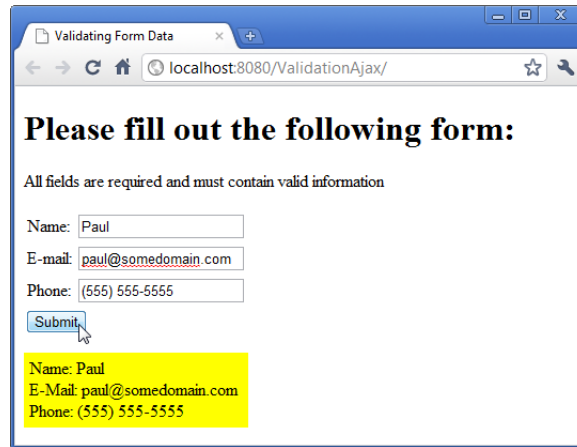 Validating Form Data
localhost:8080/ValidationAjax/
Please fill out the following form:
All fields are required and must contain valid information
Name: Paul
E-mail: paul@somedomain.com
Phone: (555) 555-5555
Submit
Name: Paul
E-Mail: paul@somedomain.com
Phone: (555) 555-5555